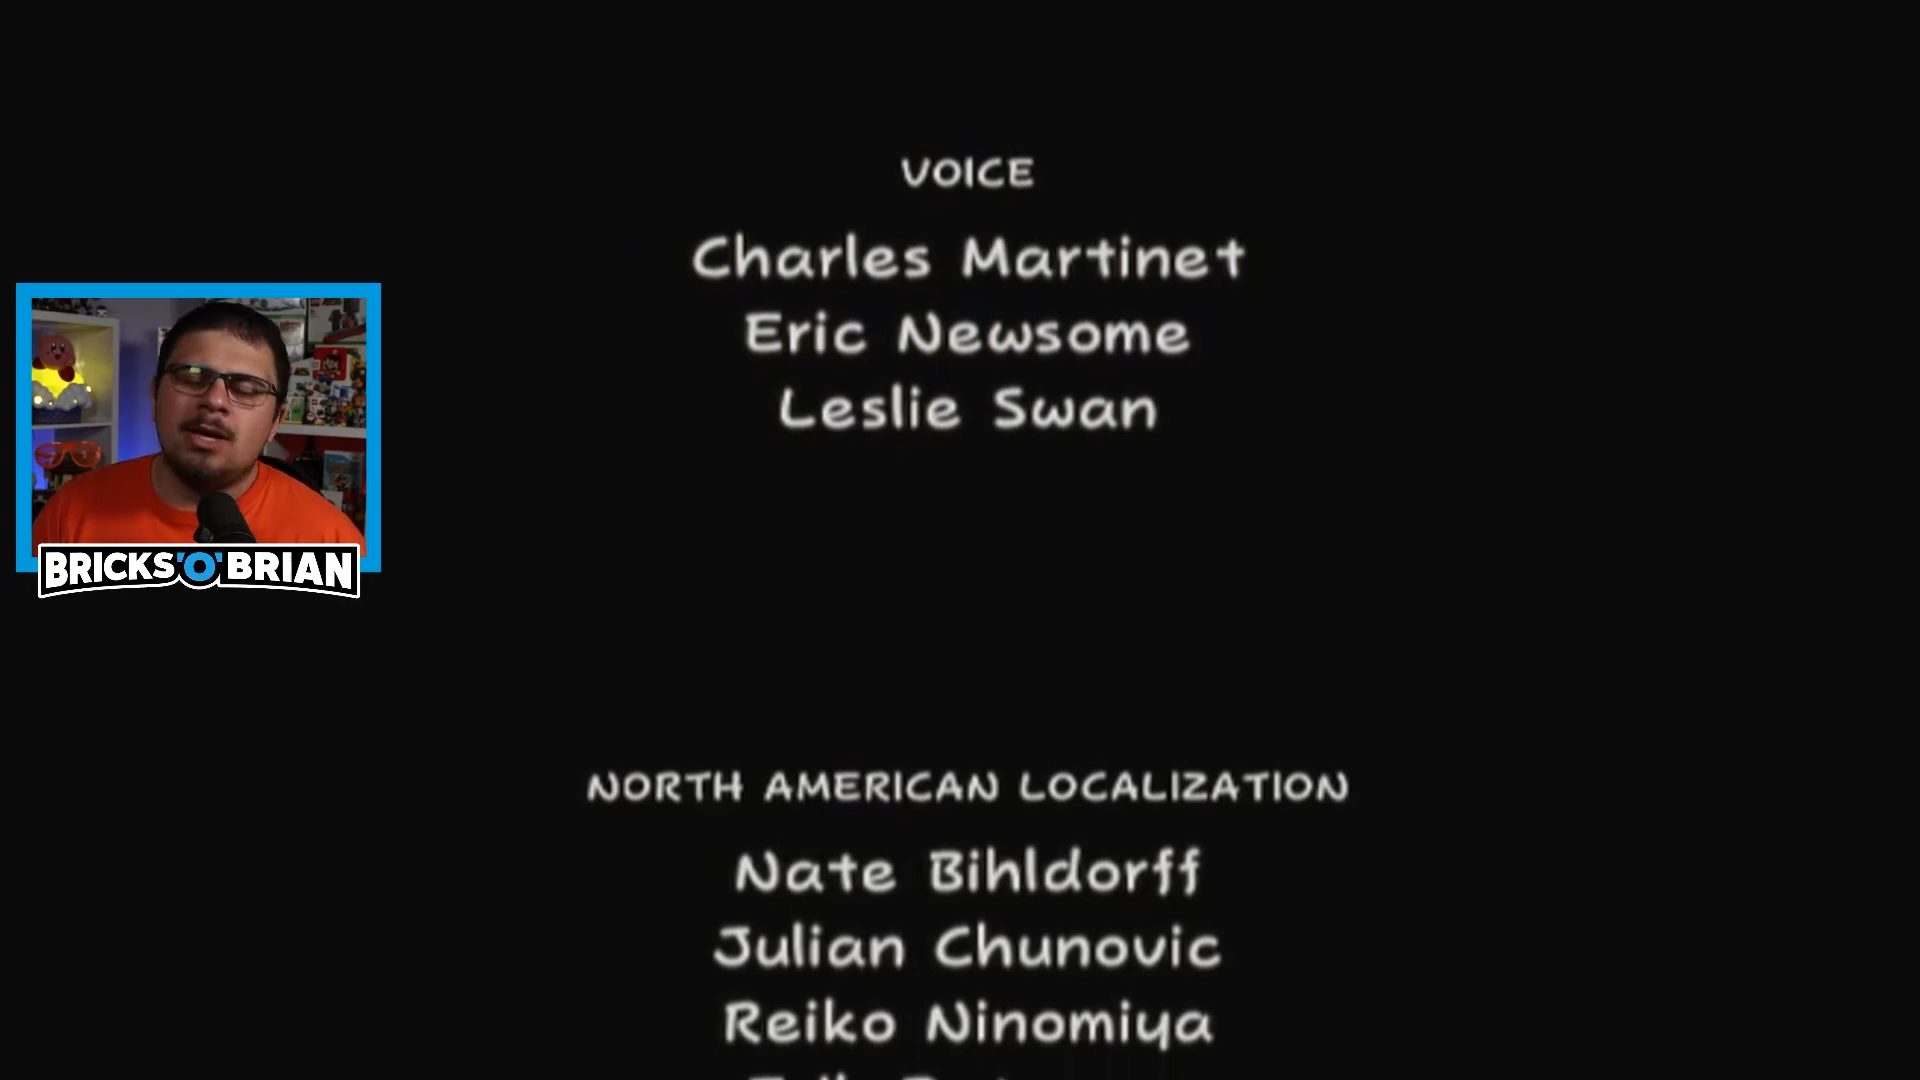 VOICE
Charles Martinet
Eric Newsome
Leslie Swan
BRICKS'O'BRIAN
NORTH AMERICAN LOCALIZATION
Nate Bihldorff
Julian Chunovic
Reiko Ninomiya